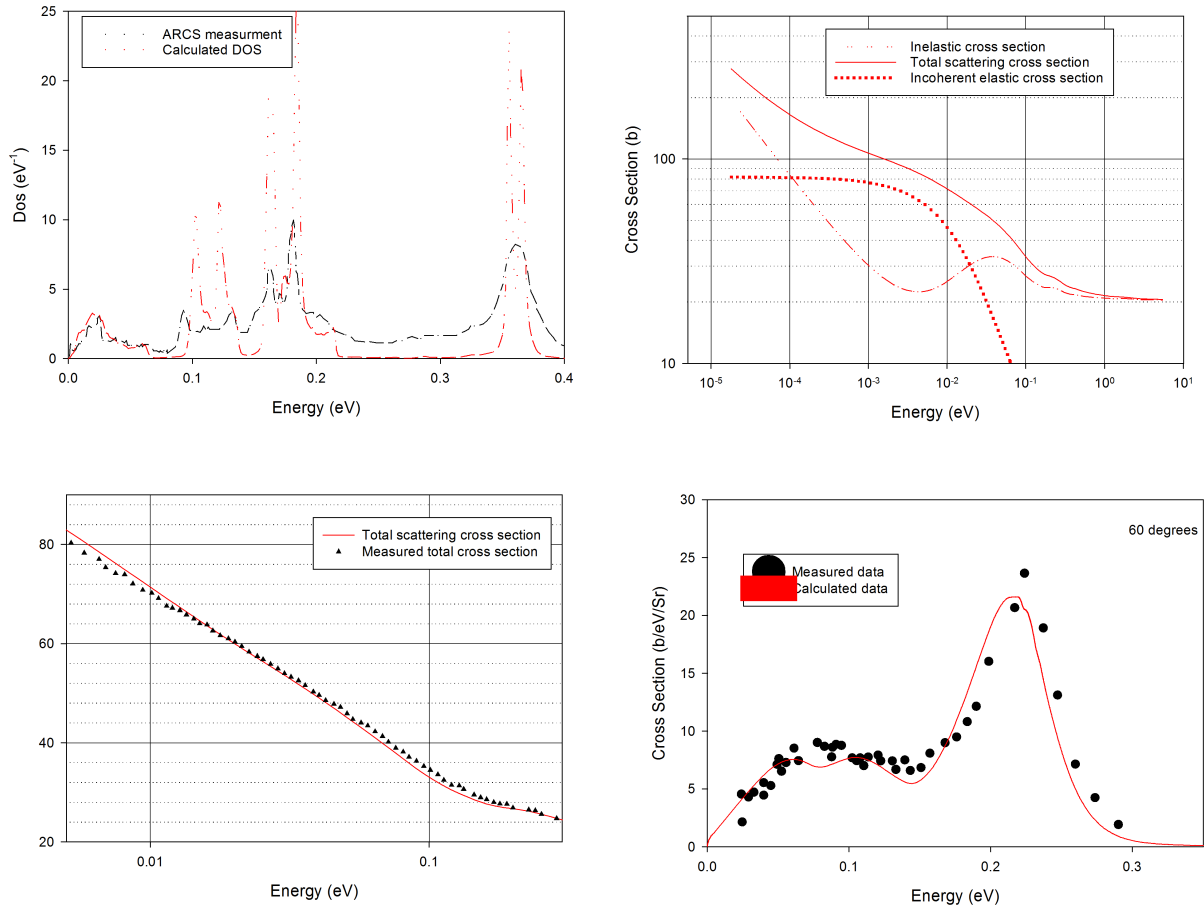 25
20
15
10
5
0
Dos (eV-1)
ARCS measurment
Calculated DOS
0.0 0.1 0.2 0.3 0.4
Energy (eV)
Inelastic cross section
Total scattering cross section
Incoherent elastic cross section
100
10
Cross Section (b)
10-5 10-4 10-3 10-2 10-1 100 101
Energy (eV)
80
60
40
20
Total scattering cross section
Measured total cross section
0.01 0.1
Energy (eV)
30
25
20
15
10
5
0
Cross Section (b/eV/Sr)
60 degrees
Measured data
alculated data
0.0 0.1 0.2 0.3
Energy (eV)